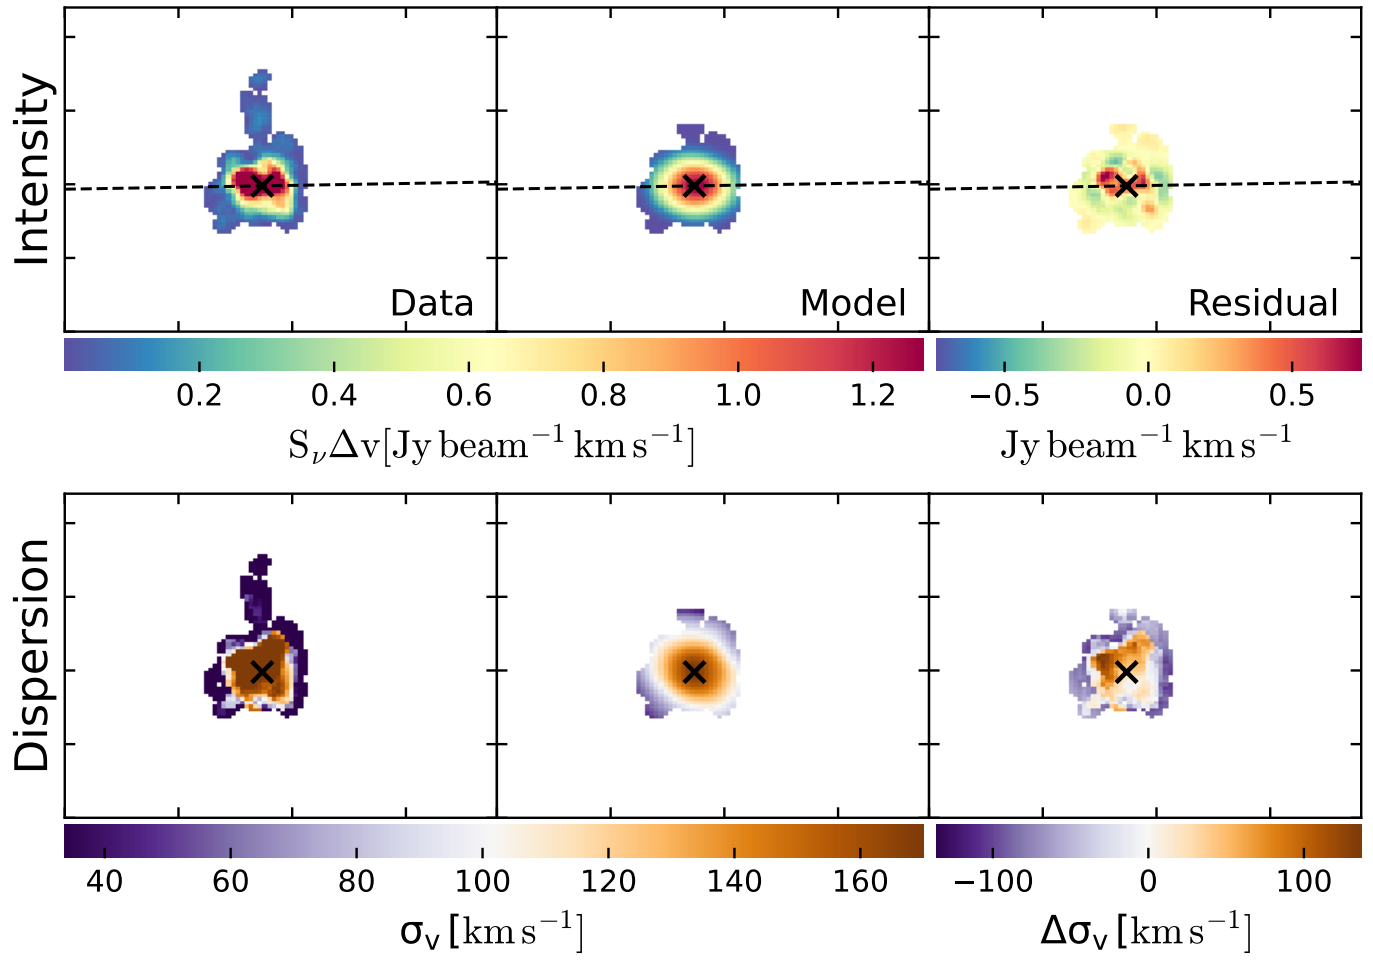 Intensity
Data
Model
Residual
0.2 0.4 0.6 0.8 1.0 1.2
−0.5 0.0 0.5
S_ν Δv[Jy beam⁻¹ km s⁻¹]
Jy beam⁻¹ km s⁻¹
Dispersion
40 60 80 100 120 140 160
−100 0 100
σ_v [km s⁻¹]
Δσ_v [km s⁻¹]